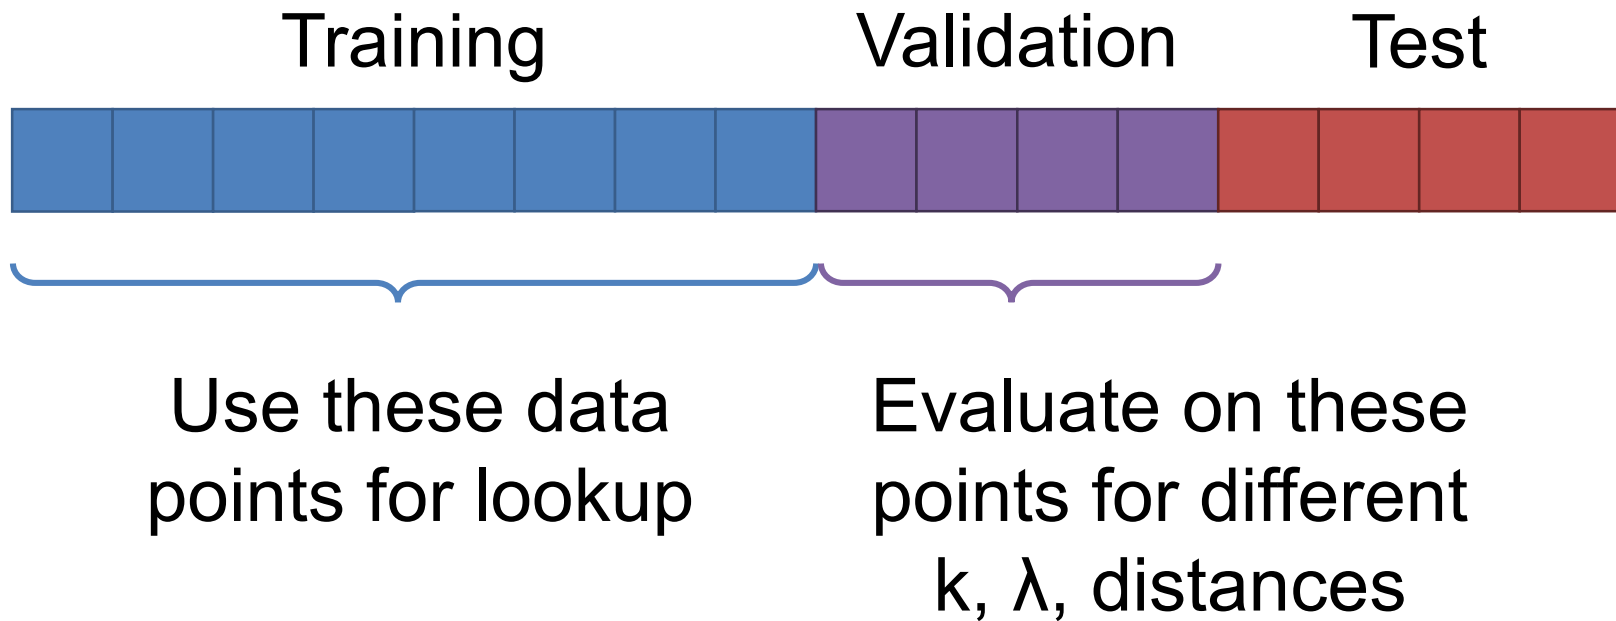 Training
Validation
Test
Use these data
points for lookup
Evaluate on these
points for different
k, λ, distances